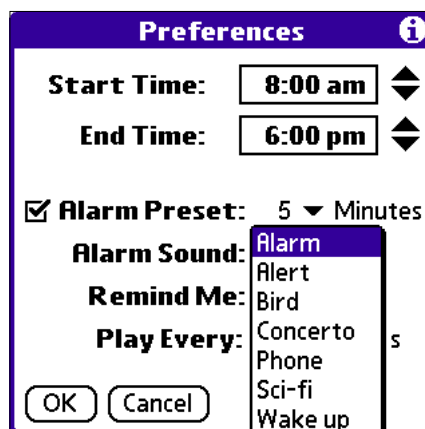 Preferences
Start Time: 8:00 am
End Time: 6:00 pm
Alarm Preset: 5 Minutes
Alarm Sound: Alarm
Alert
Remind Me: Bird
Play Every: Concerto s
Phone
Sci-fi
OK Cancel
Wake up